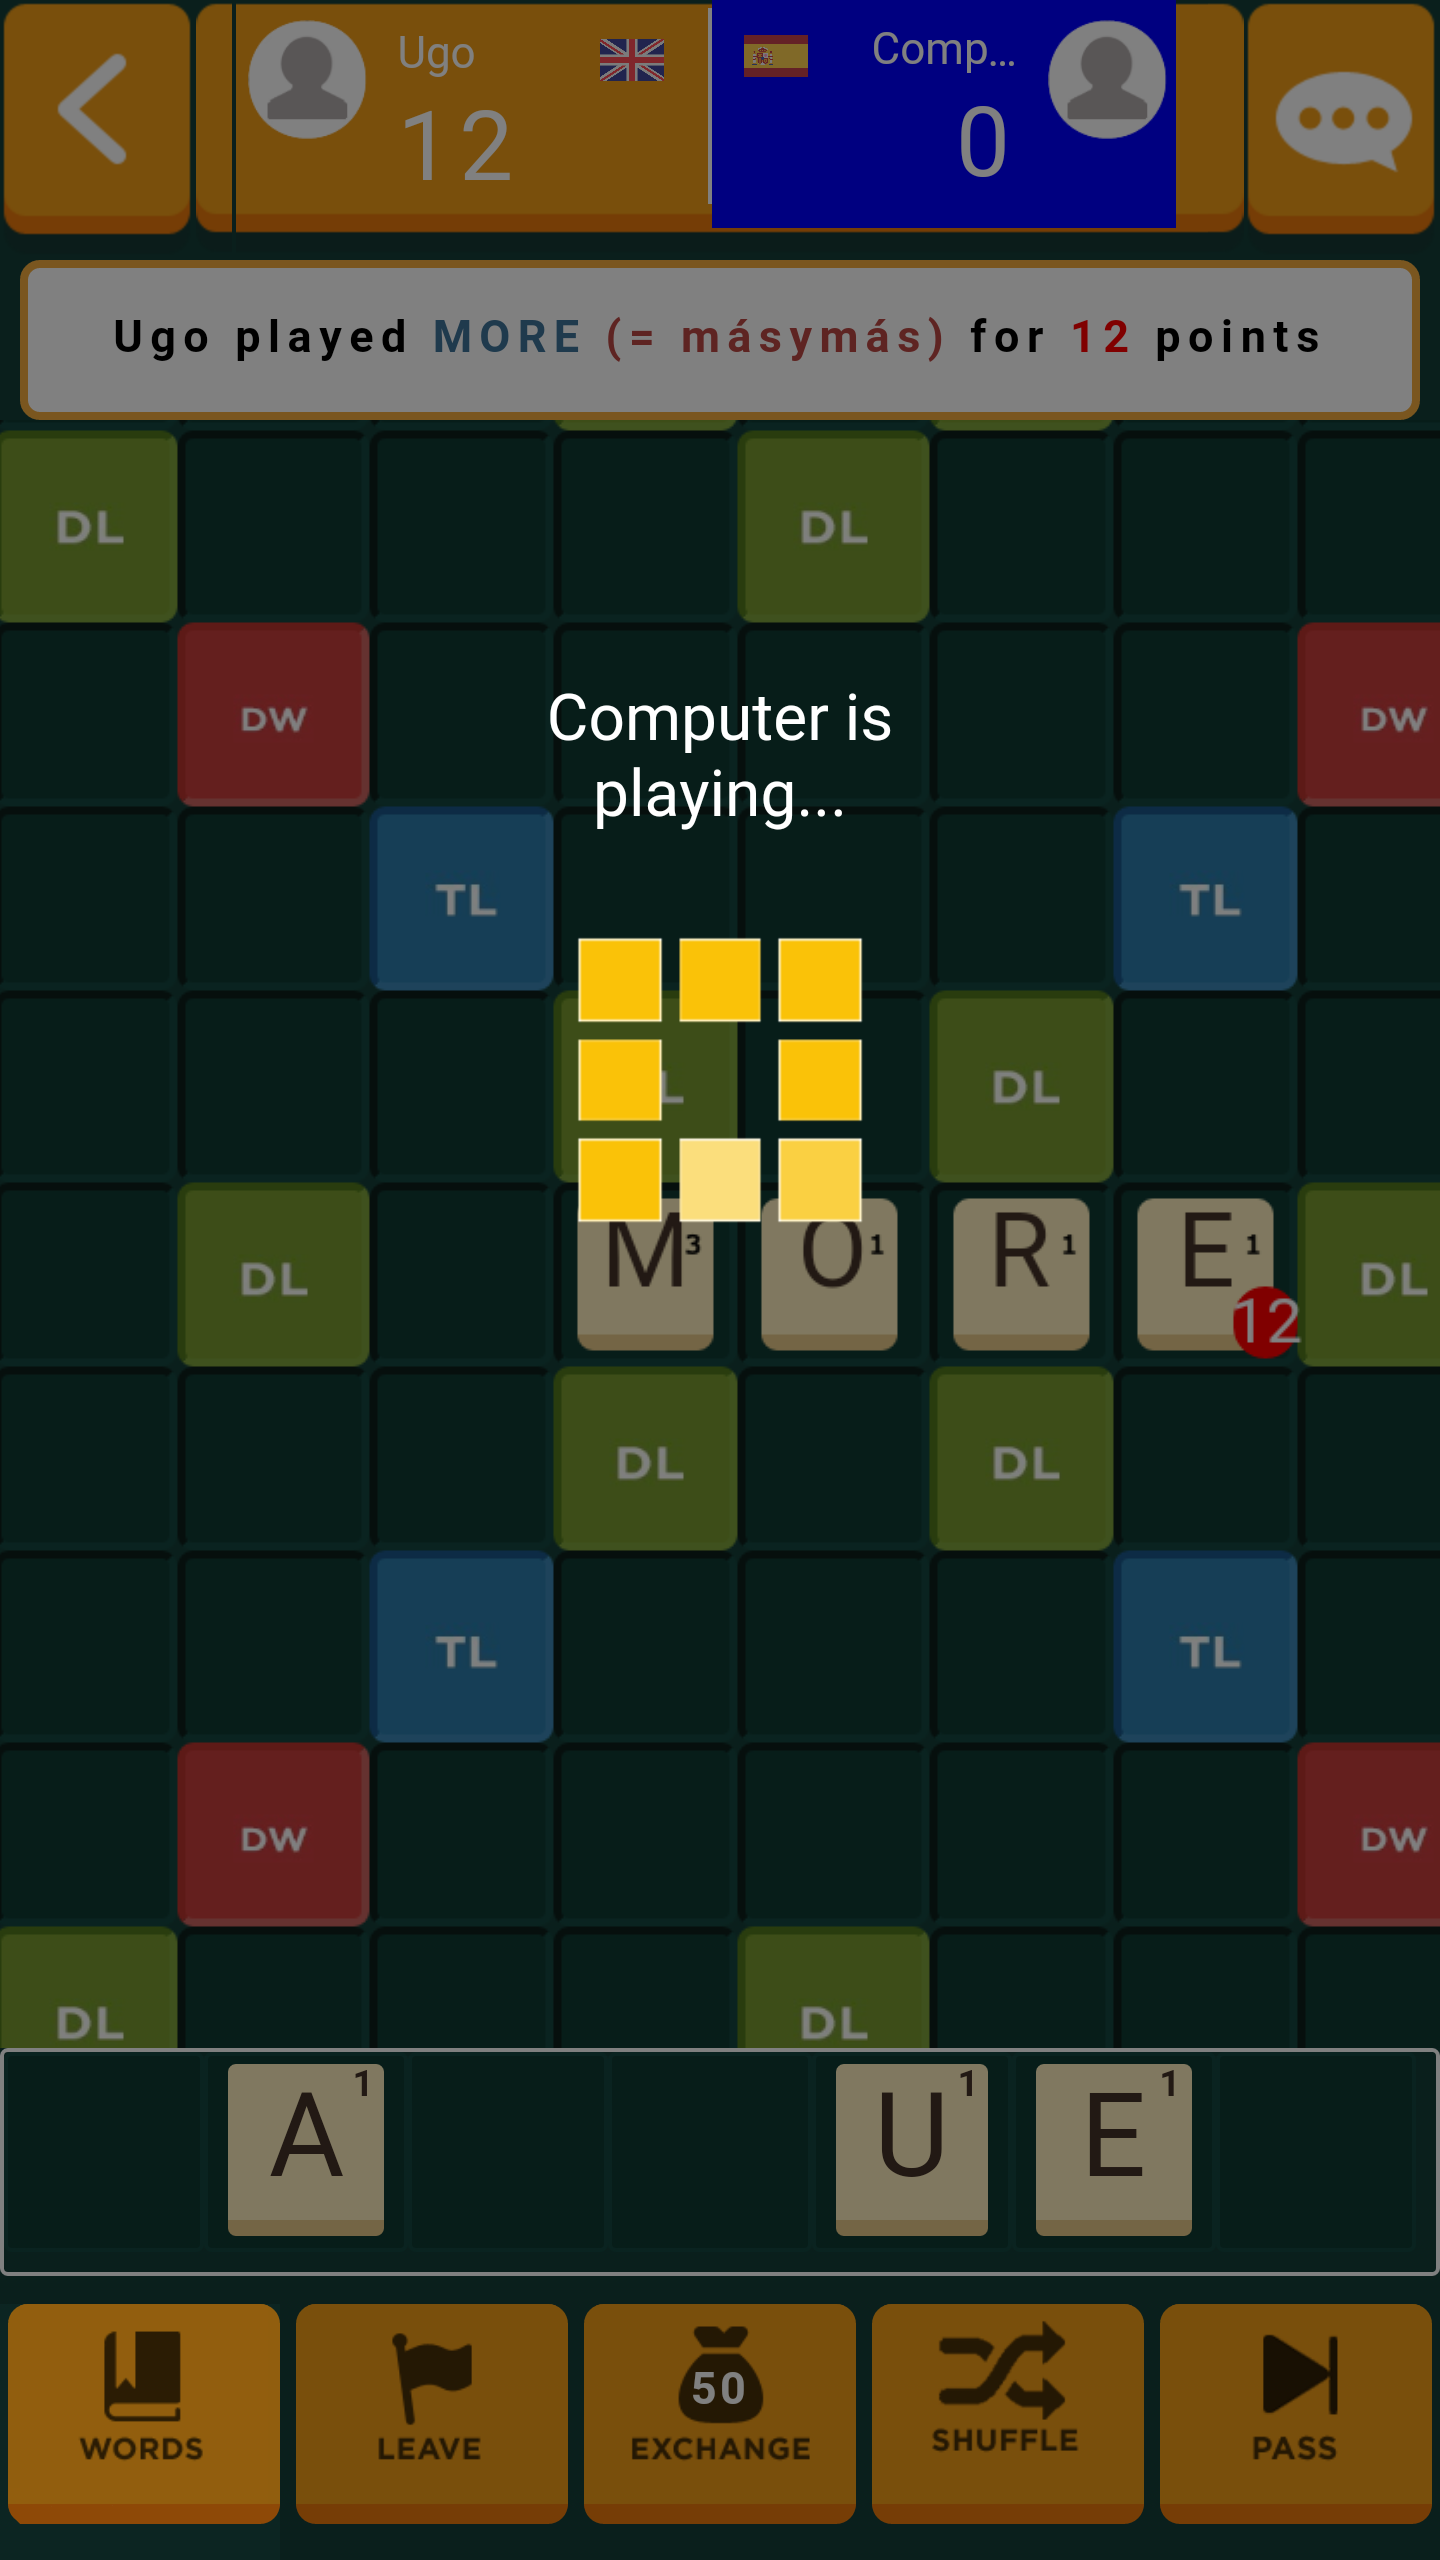 Ugo
12
Comp...
0
Ugo played MORE (= másymás) for 12 points
DL DL
DW DW
Computer is
playing...
TL TL
L DL
DL M3 O1 R1 E1 12 DL
DL DL
TL TL
DW DW
DL DL
A1 U1 E1
WORDS
LEAVE
50
EXCHANGE
SHUFFLE
PASS